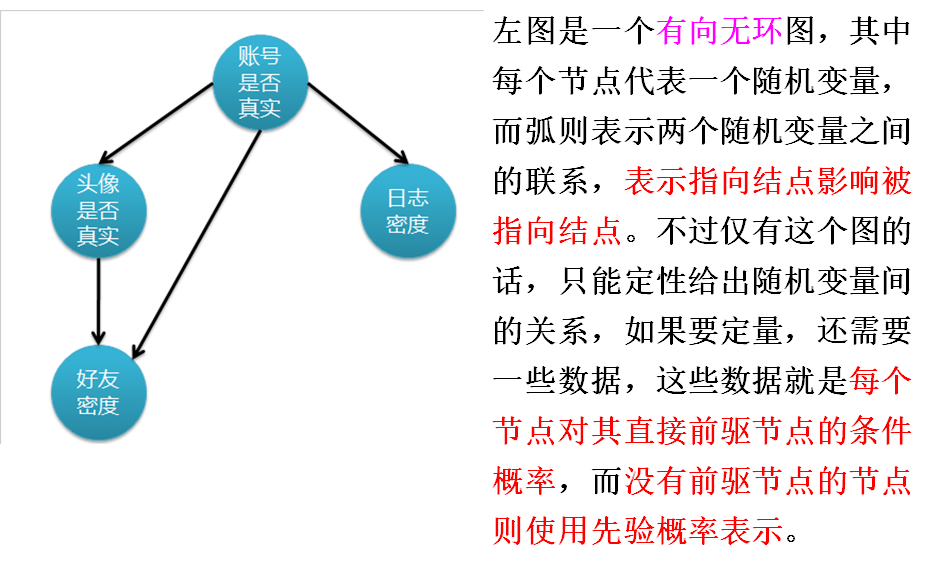 账号
是否
真实
头像
是否
真实
日志
密度
好友
密度
左图是一个有向无环图，其中
每个节点代表一个随机变量，
而弧则表示两个随机变量之间
的联系，表示指向结点影响被
指向结点。不过仅有这个图的
话，只能定性给出随机变量间
的关系，如果要定量，还需要
一些数据，这些数据就是每个
节点对其直接前驱节点的条件
概率，而没有前驱节点的节点
则使用先验概率表示。